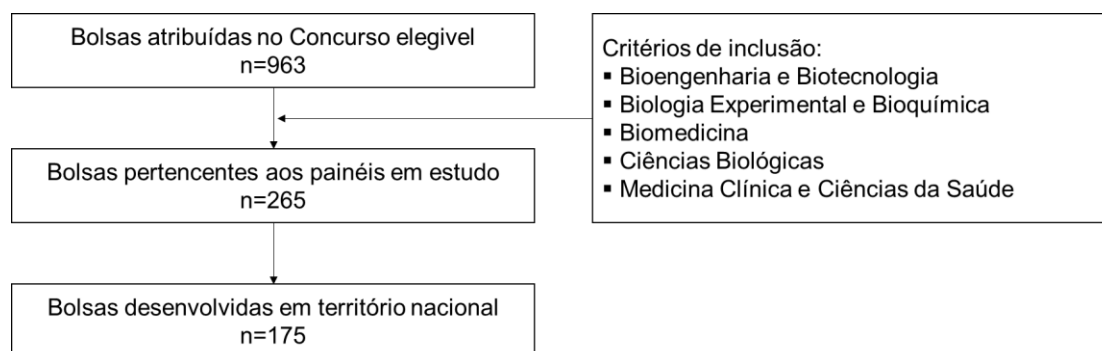 Bolsas atribuídas no Concurso elegivel
n=963
Critérios de inclusão:
▪ Bioengenharia e Biotecnologia
▪ Biologia Experimental e Bioquímica
▪ Biomedicina
▪ Ciências Biológicas
▪ Medicina Clínica e Ciências da Saúde
Bolsas pertencentes aos painéis em estudo
n=265
Bolsas desenvolvidas em território nacional
n=175